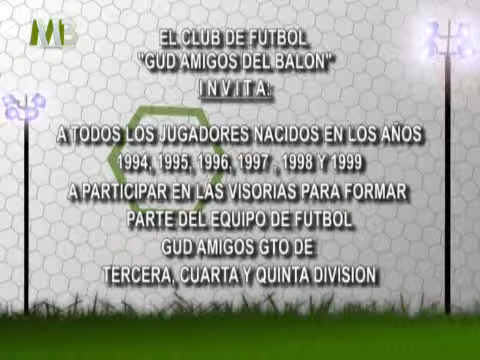 MB
EL CLUB DE FUTBOL
"GUD AMIGOS DEL BALON"
I N V I T A:
A TODOS LOS JUGADORES NACIDOS EN LOS AÑOS
1994, 1995, 1996, 1997 , 1998 Y 1999
A PARTICIPAR EN LAS VISORIAS PARA FORMAR
PARTE DEL EQUIPO DE FUTBOL
GUD AMIGOS GTO DE
TERCERA, CUARTA Y QUINTA DIVISION